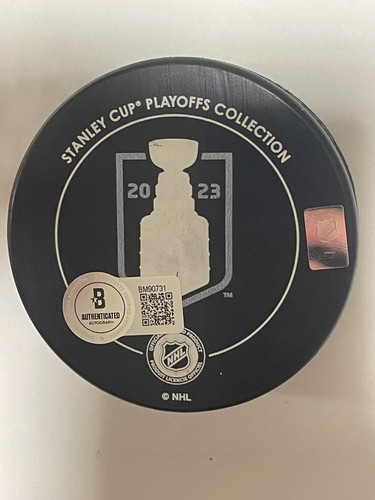 STANLEY CUP® PLAYOFFS COLLECTION
20 23
TM
BM90731
B
AUTHENTICATED
AUTOGRAPH
NHL
© NHL